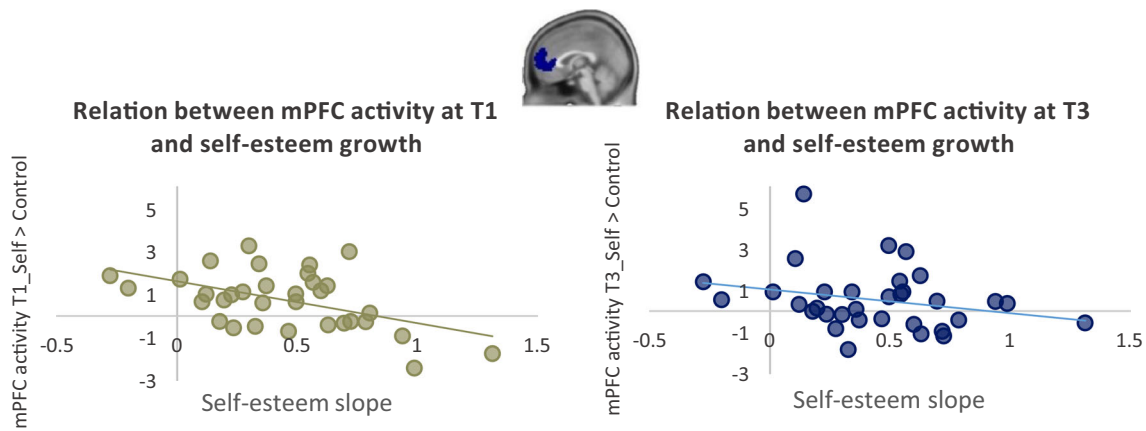 Relation between mPFC activity at T1
and self-esteem growth
mPFC activity T1_Self > Control
5
3
1
-1
-3
-0.5
0
0.5
1
1.5
Self-esteem slope
Relation between mPFC activity at T3
and self-esteem growth
mPFC activity T3_Self > Control
5
3
1
-1
-3
-0.5
0
0.5
1
1.5
Self-esteem slope